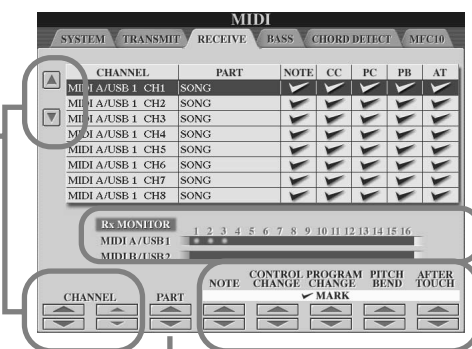 MIDI
SYSTEM TRANSMIT RECEIVE BASS CHORD DETECT MFC10
CHANNEL PART NOTE CC PC PB AT
MIDI A/USB 1 CH1 SONG
MIDI A/USB 1 CH2 SONG
MIDI A/USB 1 CH3 SONG
MIDI A/USB 1 CH4 SONG
MIDI A/USB 1 CH5 SONG
MIDI A/USB 1 CH6 SONG
MIDI A/USB 1 CH7 SONG
MIDI A/USB 1 CH8 SONG
Rx MONITOR
1 2 3 4 5 6 7 8 9 10 11 12 13 14 15 16
MIDI A/USB1
MIDI B/USB2
CHANNEL PART NOTE CONTROL CHANGE PROGRAM CHANGE PITCH BEND AFTER TOUCH
MARK